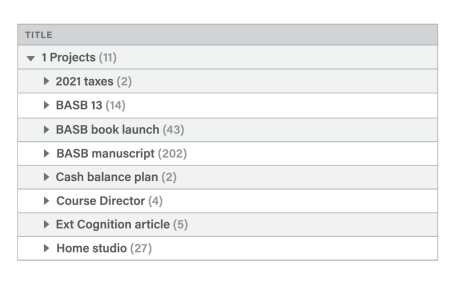 TITLE
1 Projects (11)
2021 taxes (2)
BASB 13 (14)
BASB book launch (43)
BASB manuscript (202)
Cash balance plan (2)
Course Director (4)
Ext Cognition article (5)
Home studio (27)